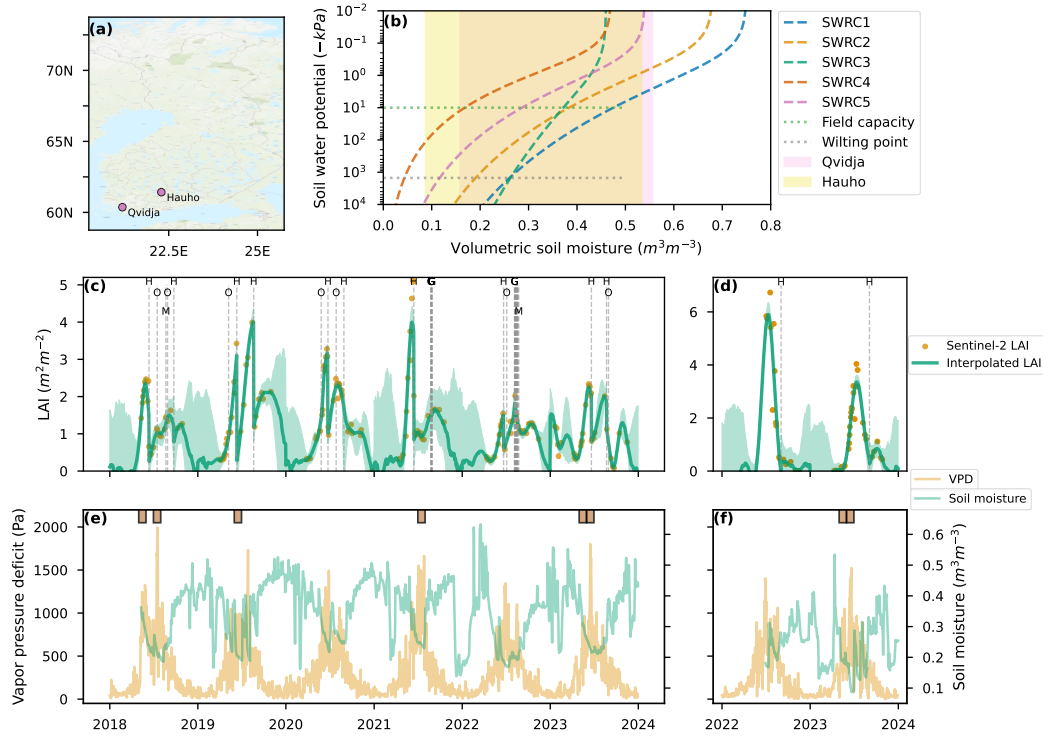 (a)
70N
65N
60N
22.5E
25E
Hauho
Qvidja
(b)
Soil water potential (−kPa)
10⁻²
10⁻¹
10⁰
10¹
10²
10³
10⁴
0.0 0.1 0.2 0.3 0.4 0.5 0.6 0.7 0.8
Volumetric soil moisture (m³m⁻³)
SWRC1
SWRC2
SWRC3
SWRC4
SWRC5
Field capacity
Wilting point
Qvidja
Hauho
(c)
LAI (m²m⁻²)
5
4
3
2
1
0
H H H H H H H H G H G H H
O O O O O O O
M M
(d)
6
4
2
0
H H
Sentinel-2 LAI
Interpolated LAI
VPD
Soil moisture
(e)
Vapor pressure deficit (Pa)
2000
1500
1000
500
0
2018 2019 2020 2021 2022 2023 2024
(f)
0.6
0.5
0.4
0.3
0.2
0.1
Soil moisture (m³m⁻³)
2022 2023 2024